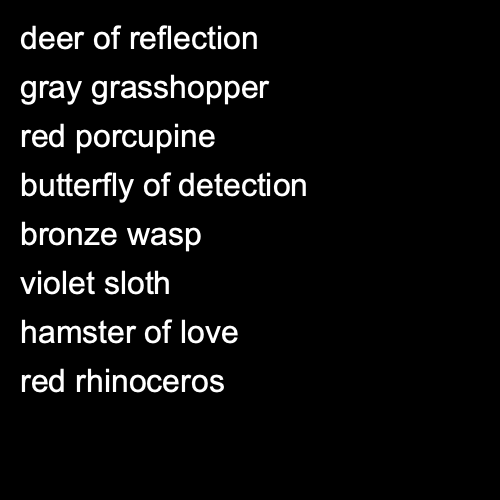 deer of reflection
gray grasshopper
red porcupine
butterfly of detection
bronze wasp
violet sloth
hamster of love
red rhinoceros